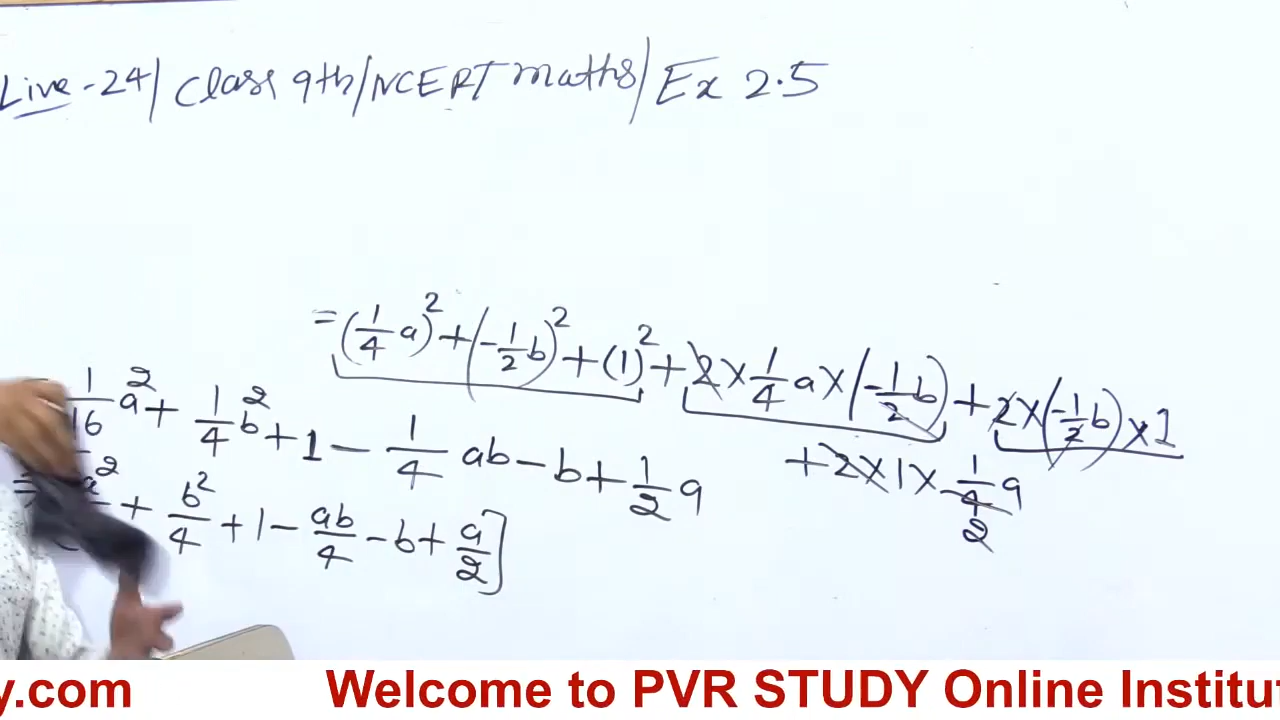 Live - 24 / Class 9th / NCERT maths / Ex 2.5
= (1/4 a)² + (-1/2 b)² + (1)² + 2 × 1/4 a × (-1/2 b) + 2 × (-1/2 b) × 1
+ 2 × 1 × 1/4 a
2
1/16 a² + 1/4 b² + 1 - 1/4 ab - b + 1/2 a
= a² + b²/4 + 1 - ab/4 - b + a/2]
y.com Welcome to PVR STUDY Online Institut